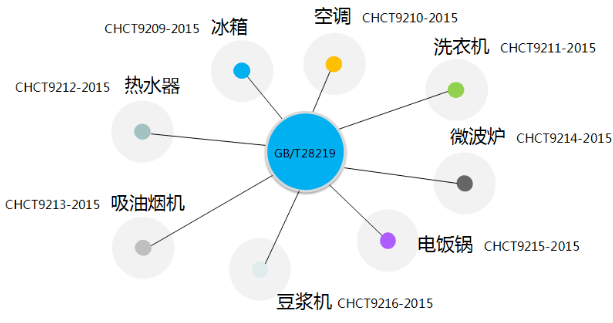 空调 CHCT9210-2015
CHCT9209-2015 冰箱
洗衣机 CHCT9211-2015
CHCT9212-2015 热水器
微波炉 CHCT9214-2015
GB/T28219
CHCT9213-2015 吸油烟机
电饭锅 CHCT9215-2015
豆浆机 CHCT9216-2015